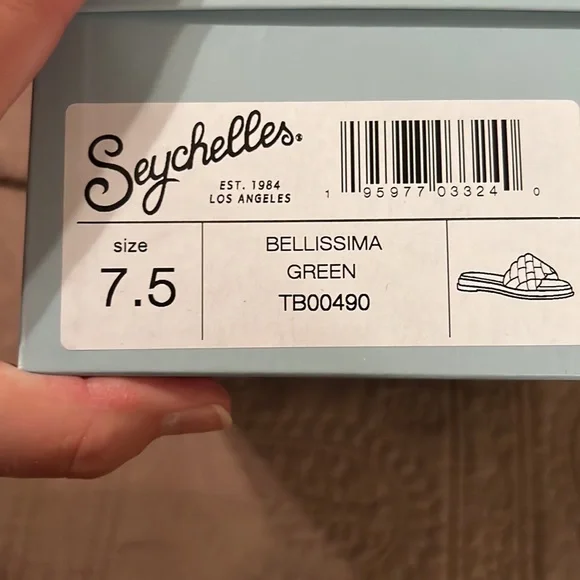 Seychelles®
EST. 1984
LOS ANGELES
1 95977 03324 0
size
7.5
BELLISSIMA
GREEN
TB00490